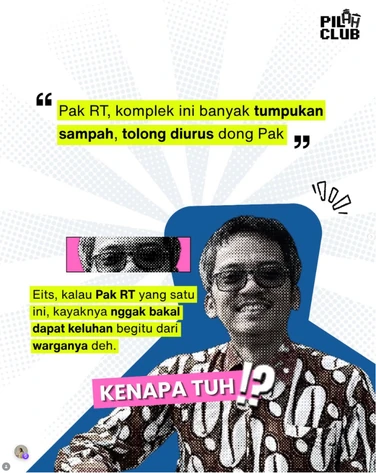 PILAH
CLUB
“Pak RT, komplek ini banyak tumpukan
sampah, tolong diurus dong Pak”
Eits, kalau Pak RT yang satu
ini, kayaknya nggak bakal
dapat keluhan begitu dari
warganya deh.
KENAPA TUH!?